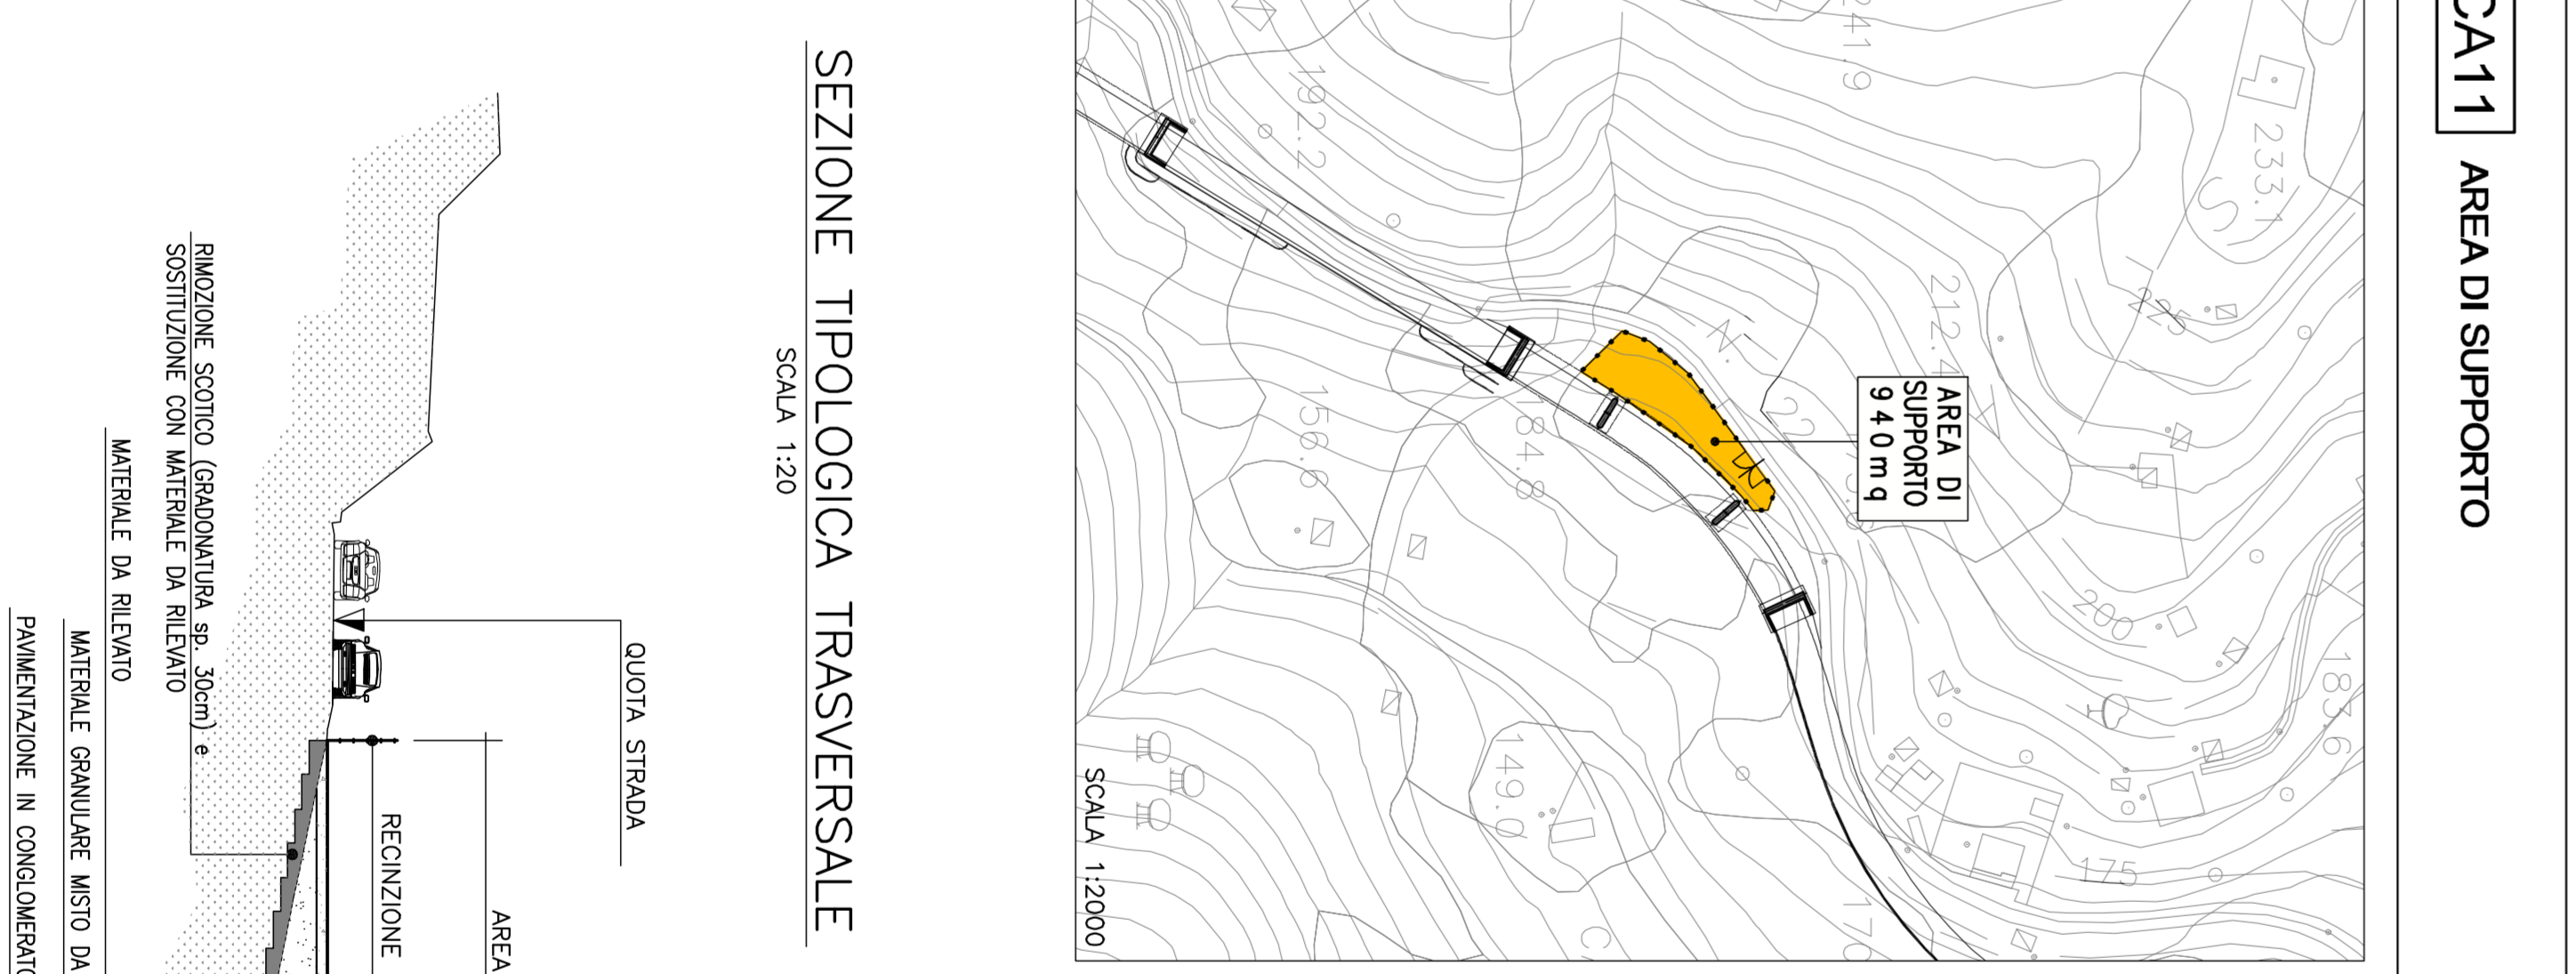 CA11 AREA DI SUPPORTO
241.9
233.1
S
192.2
225
212.4
N.
22
AREA DI
SUPPORTO
940mq
156.6
184.8
200
183.6
149.0
175
170
C
SCALA 1:2000
SEZIONE TIPOLOGICA TRASVERSALE
SCALA 1:20
QUOTA STRADA
AREA
RECINZIONE
RIMOZIONE SCOTICO (GRADONATURA sp. 30cm) e
SOSTITUZIONE CON MATERIALE DA RILEVATO
MATERIALE DA RILEVATO
MATERIALE GRANULARE MISTO DA
PAVIMENTAZIONE IN CONGLOMERATO